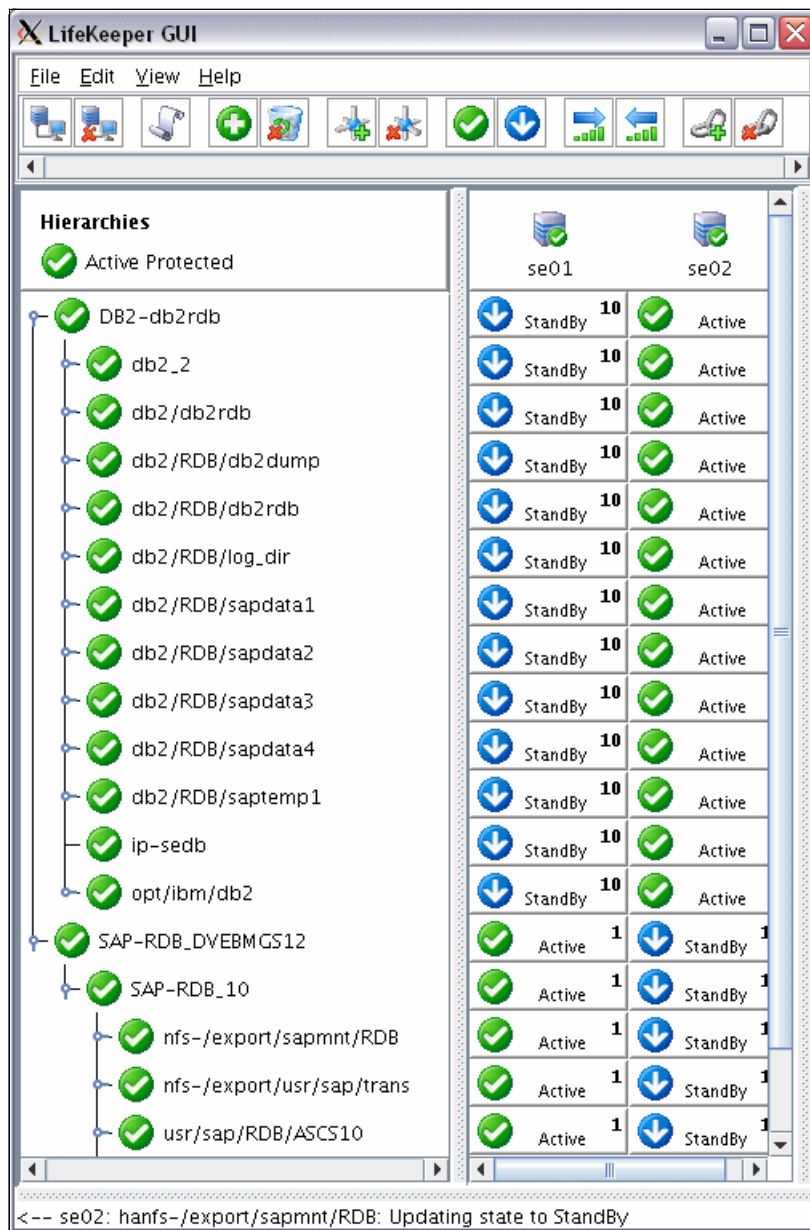 LifeKeeper GUI
File Edit View Help
Hierarchies
Active Protected
se01 se02
DB2-db2rdb StandBy 10 Active
db2_2 StandBy 10 Active
db2/db2rdb StandBy 10 Active
db2/RDB/db2dump StandBy 10 Active
db2/RDB/db2rdb StandBy 10 Active
db2/RDB/log_dir StandBy 10 Active
db2/RDB/sapdata1 StandBy 10 Active
db2/RDB/sapdata2 StandBy 10 Active
db2/RDB/sapdata3 StandBy 10 Active
db2/RDB/sapdata4 StandBy 10 Active
db2/RDB/saptemp1 StandBy 10 Active
ip-sedb StandBy 10 Active
opt/ibm/db2 StandBy 10 Active
SAP-RDB_DVEBMGS12 Active 1 StandBy
SAP-RDB_10 Active 1 StandBy
nfs-/export/sapmnt/RDB Active 1 StandBy
nfs-/export/usr/sap/trans Active 1 StandBy
usr/sap/RDB/ASCS10 Active 1 StandBy
<-- se02: hanfs-/export/sapmnt/RDB: Updating state to StandBy